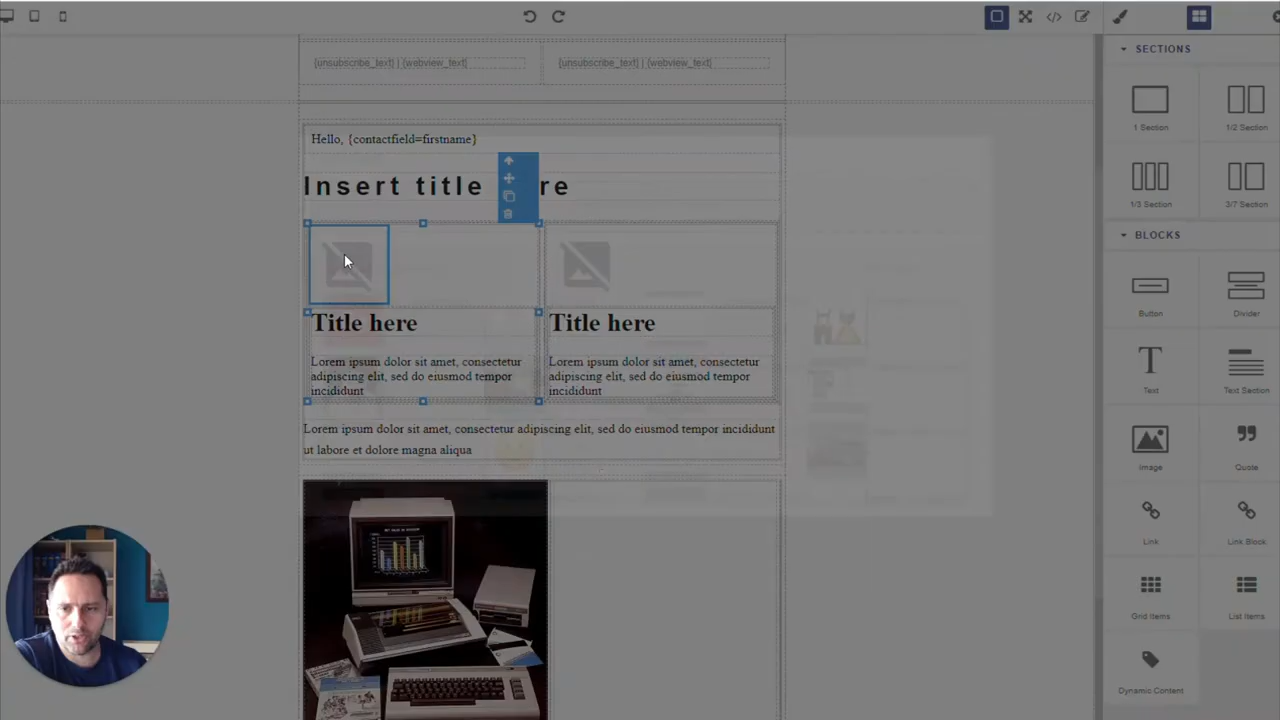 SECTIONS
{unsubscribe_text} | {webview_text}
{unsubscribe_text} | {webview_text}
1 Section
1/2 Section
Hello, {contactfield=firstname}
Insert title re
1/3 Section
3/7 Section
BLOCKS
Button
Divider
Title here
Title here
Lorem ipsum dolor sit amet, consectetur
adipiscing elit, sed do eiusmod tempor
incididunt
Lorem ipsum dolor sit amet, consectetur
adipiscing elit, sed do eiusmod tempor
incididunt
Text
Text Section
Lorem ipsum dolor sit amet, consectetur adipiscing elit, sed do eiusmod tempor incididunt
ut labore et dolore magna aliqua
Image
Quote
Link
Link Block
Grid Items
List Items
Dynamic Content